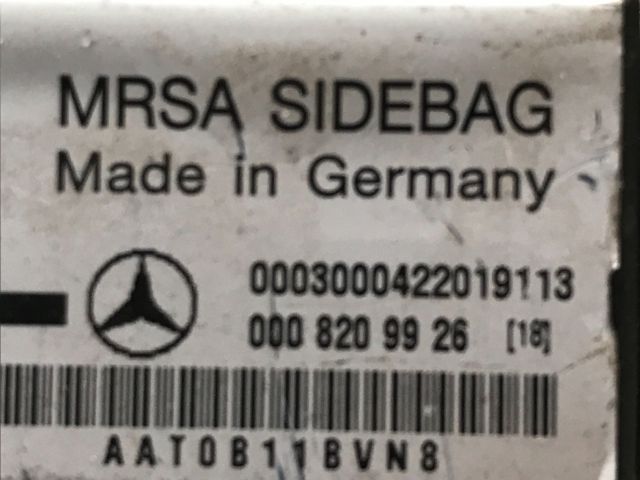 MRSA SIDEBAG
Made in Germany
0003000422019113
000 820 99 26 [18]
AAT0B11BVN8